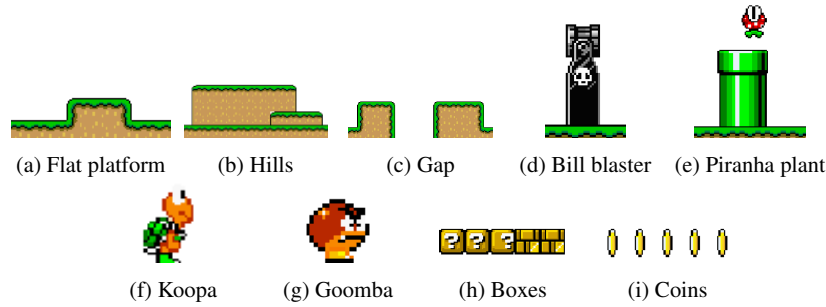 (a) Flat platform (b) Hills (c) Gap (d) Bill blaster (e) Piranha plant
? ? ?
(f) Koopa (g) Goomba (h) Boxes (i) Coins